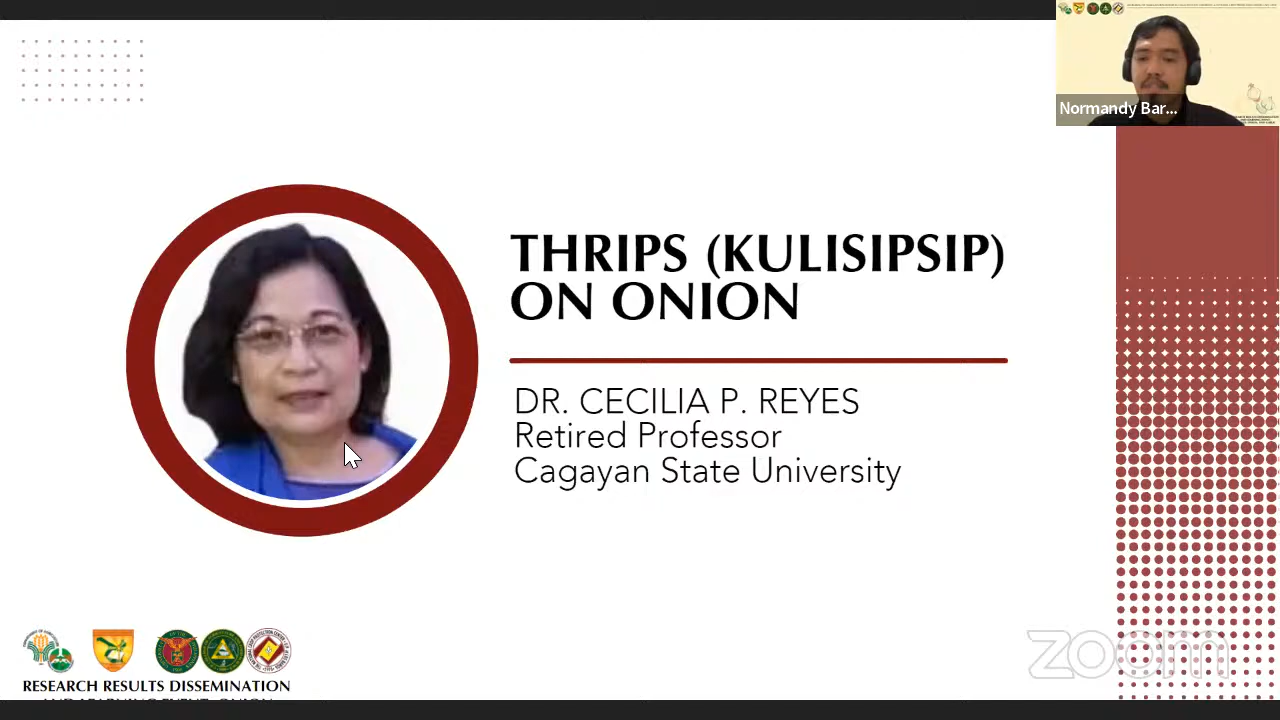 Normandy Bar...
THRIPS (KULISIPSIP)
ON ONION
DR. CECILIA P. REYES
Retired Professor
Cagayan State University
RESEARCH RESULTS DISSEMINATION
zoom